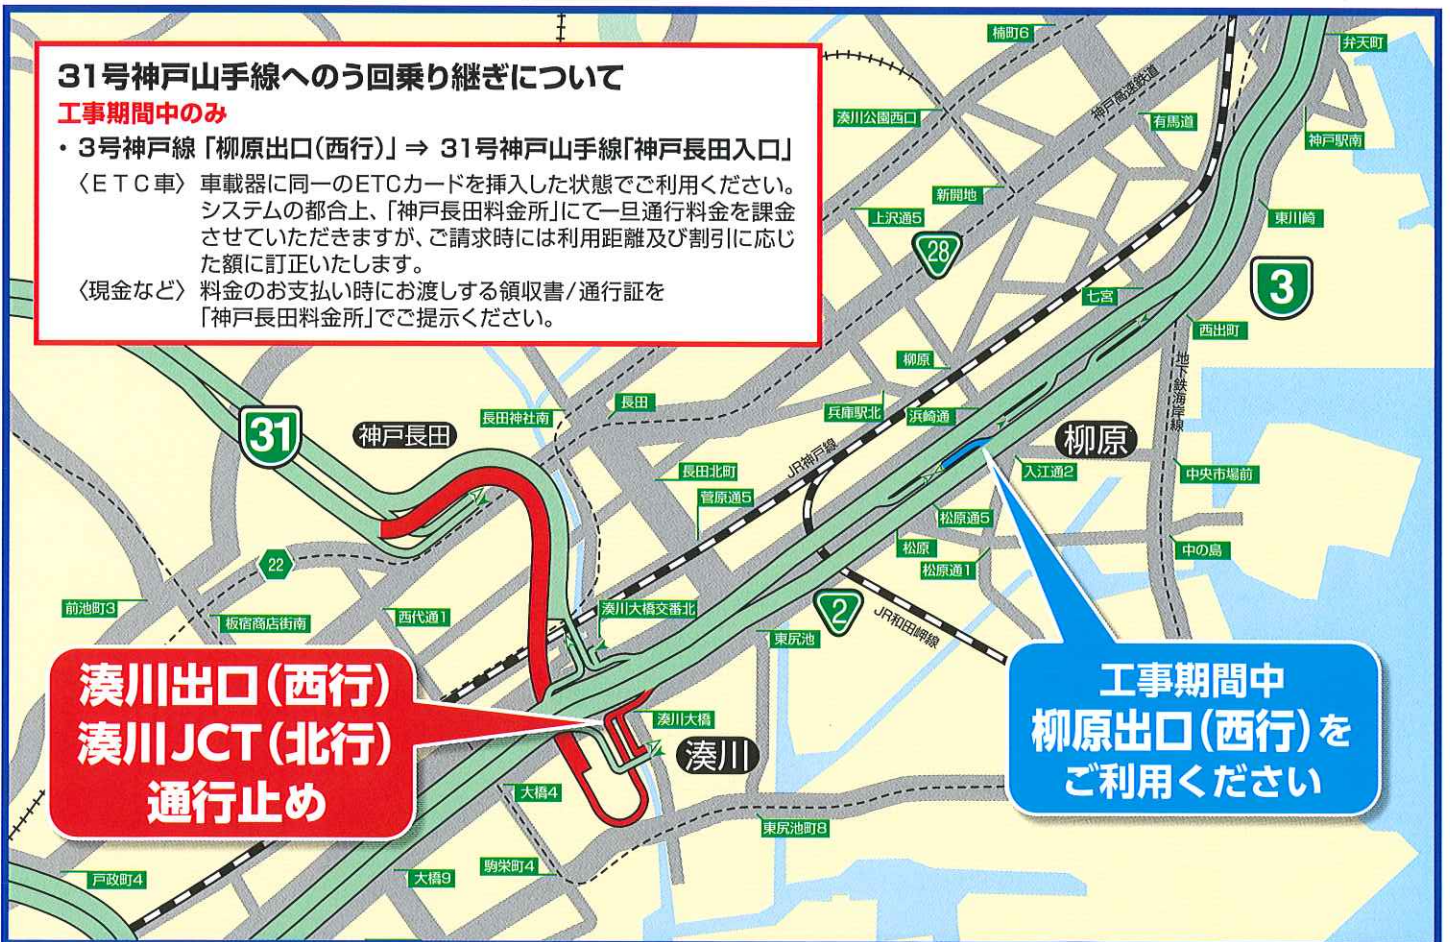 31号神戸山手線へのう回乗り継ぎについて
工事期間中のみ
・3号神戸線「柳原出口(西行)」⇒ 31号神戸山手線「神戸長田入口」
〈ETC車〉 車載器に同一のETCカードを挿入した状態でご利用ください。
システムの都合上、「神戸長田料金所」にて一旦通行料金を課金
させていただきますが、ご請求時には利用距離及び割引に応じ
た額に訂正いたします。
〈現金など〉 料金のお支払い時にお渡しする領収書/通行証を
「神戸長田料金所」でご提示ください。
楠町6
弁天町
神戸高速鉄道
湊川公園西口
有馬道
神戸駅南
新開地
上沢通5
東川崎
28
3
七宮
西出町
柳原
地下鉄海岸線
長田
長田神社南
兵庫駅北
浜崎通
31
神戸長田
柳原
JR神戸線
長田北町
入江通2
中央市場前
菅原通5
松原通5
松原
中の島
松原通1
22
2
JR和田岬線
前池町3
板宿商店街南
西代通1
湊川大橋交番北
東尻池
湊川出口(西行)
湊川JCT(北行)
通行止め
湊川大橋
湊川
工事期間中
柳原出口(西行)を
ご利用ください
大橋4
東尻池町8
駒栄町4
戸政町4
大橋9